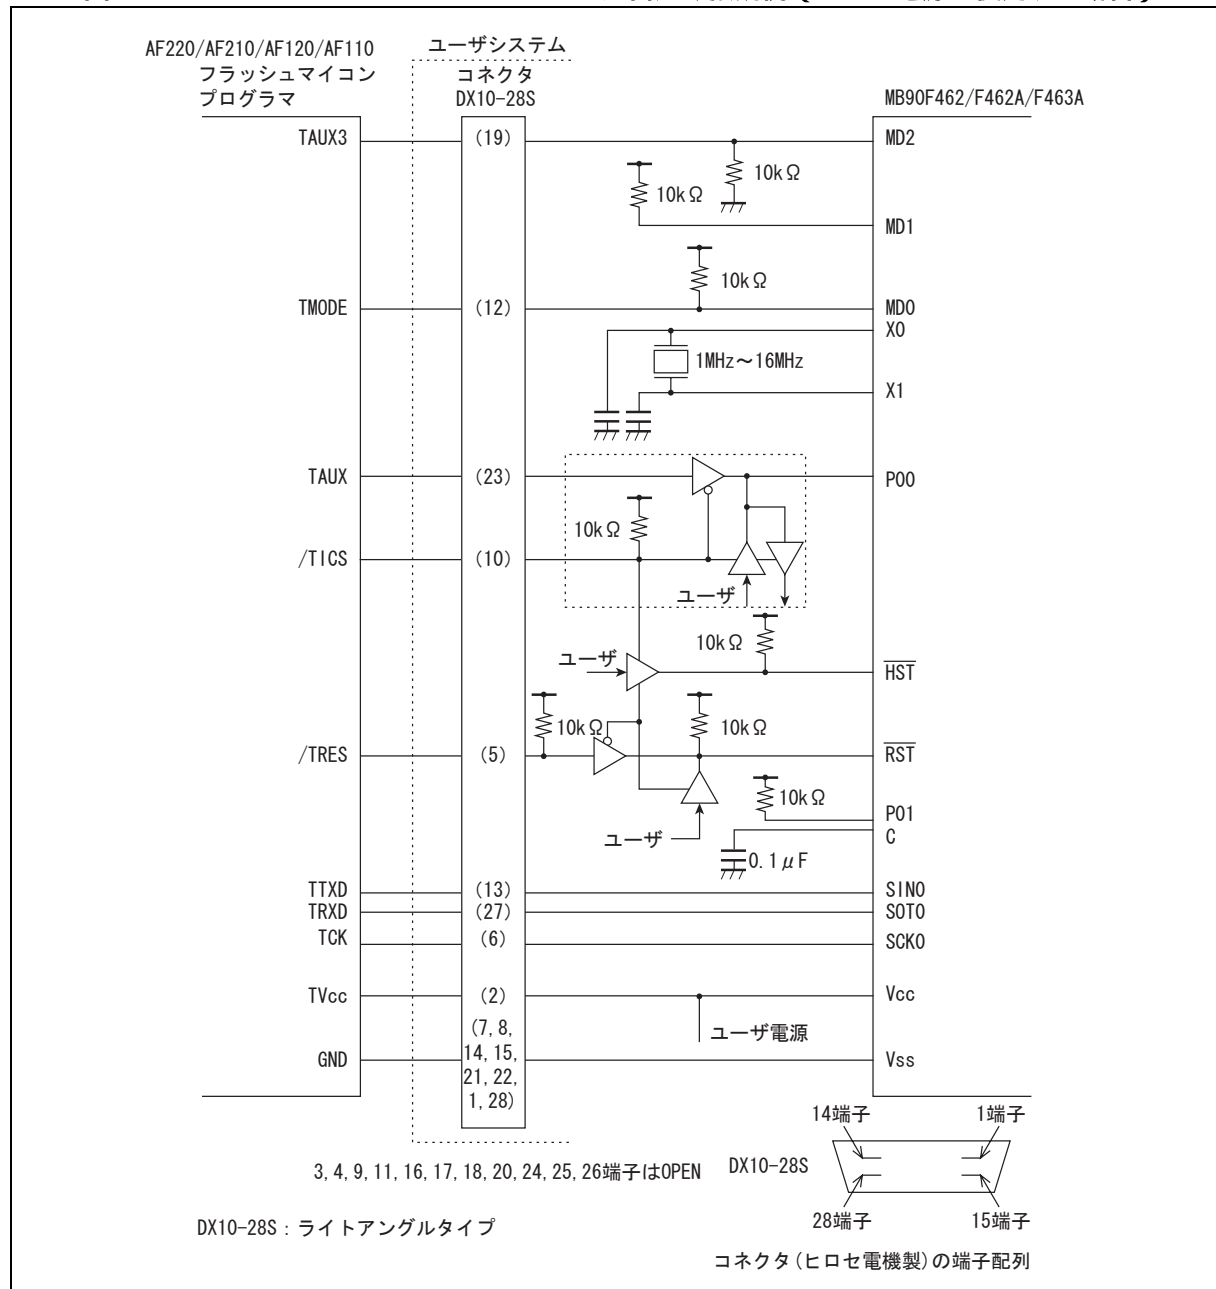 AF220/AF210/AF120/AF110
フラッシュマイコン
プログラマ
ユーザシステム
コネクタ
DX10-28S
MB90F462/F462A/F463A
TAUX3
(19)
MD2
10kΩ
10kΩ
MD1
10kΩ
TMODE
(12)
MD0
X0
1MHz～16MHz
X1
TAUX
(23)
P00
10kΩ
/TICS
(10)
ユーザ
10kΩ
ユーザ
HST
10kΩ
10kΩ
/TRES
(5)
RST
10kΩ
P01
ユーザ
C
0.1μF
TTXD
(13)
SIN0
TRXD
(27)
SOT0
TCK
(6)
SCK0
TVcc
(2)
Vcc
ユーザ電源
GND
(7,8,
14,15,
21,22,
1,28)
Vss
14端子
1端子
DX10-28S
28端子
15端子
3,4,9,11,16,17,18,20,24,25,26端子はOPEN
DX10-28S：ライトアングルタイプ
コネクタ(ヒロセ電機製)の端子配列